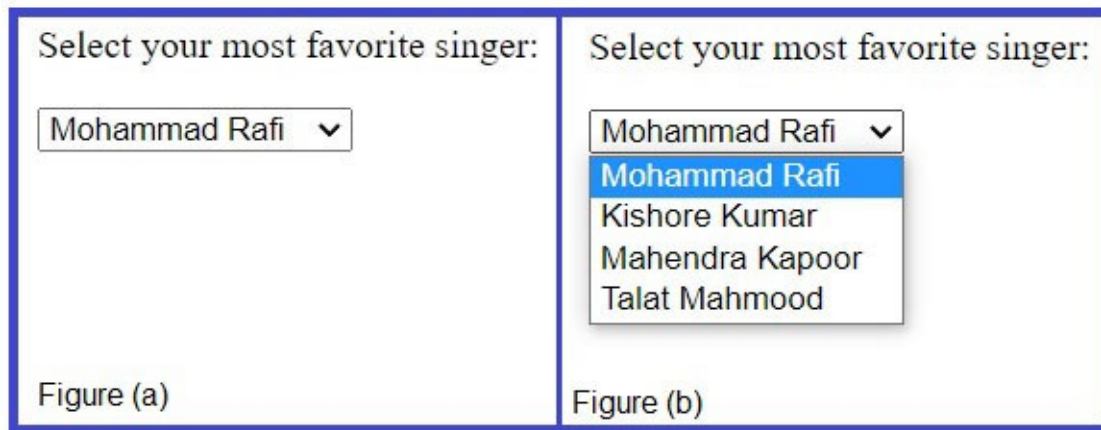 Select your most favorite singer:
Mohammad Rafi
Figure (a)
Select your most favorite singer:
Mohammad Rafi
Mohammad Rafi
Kishore Kumar
Mahendra Kapoor
Talat Mahmood
Figure (b)